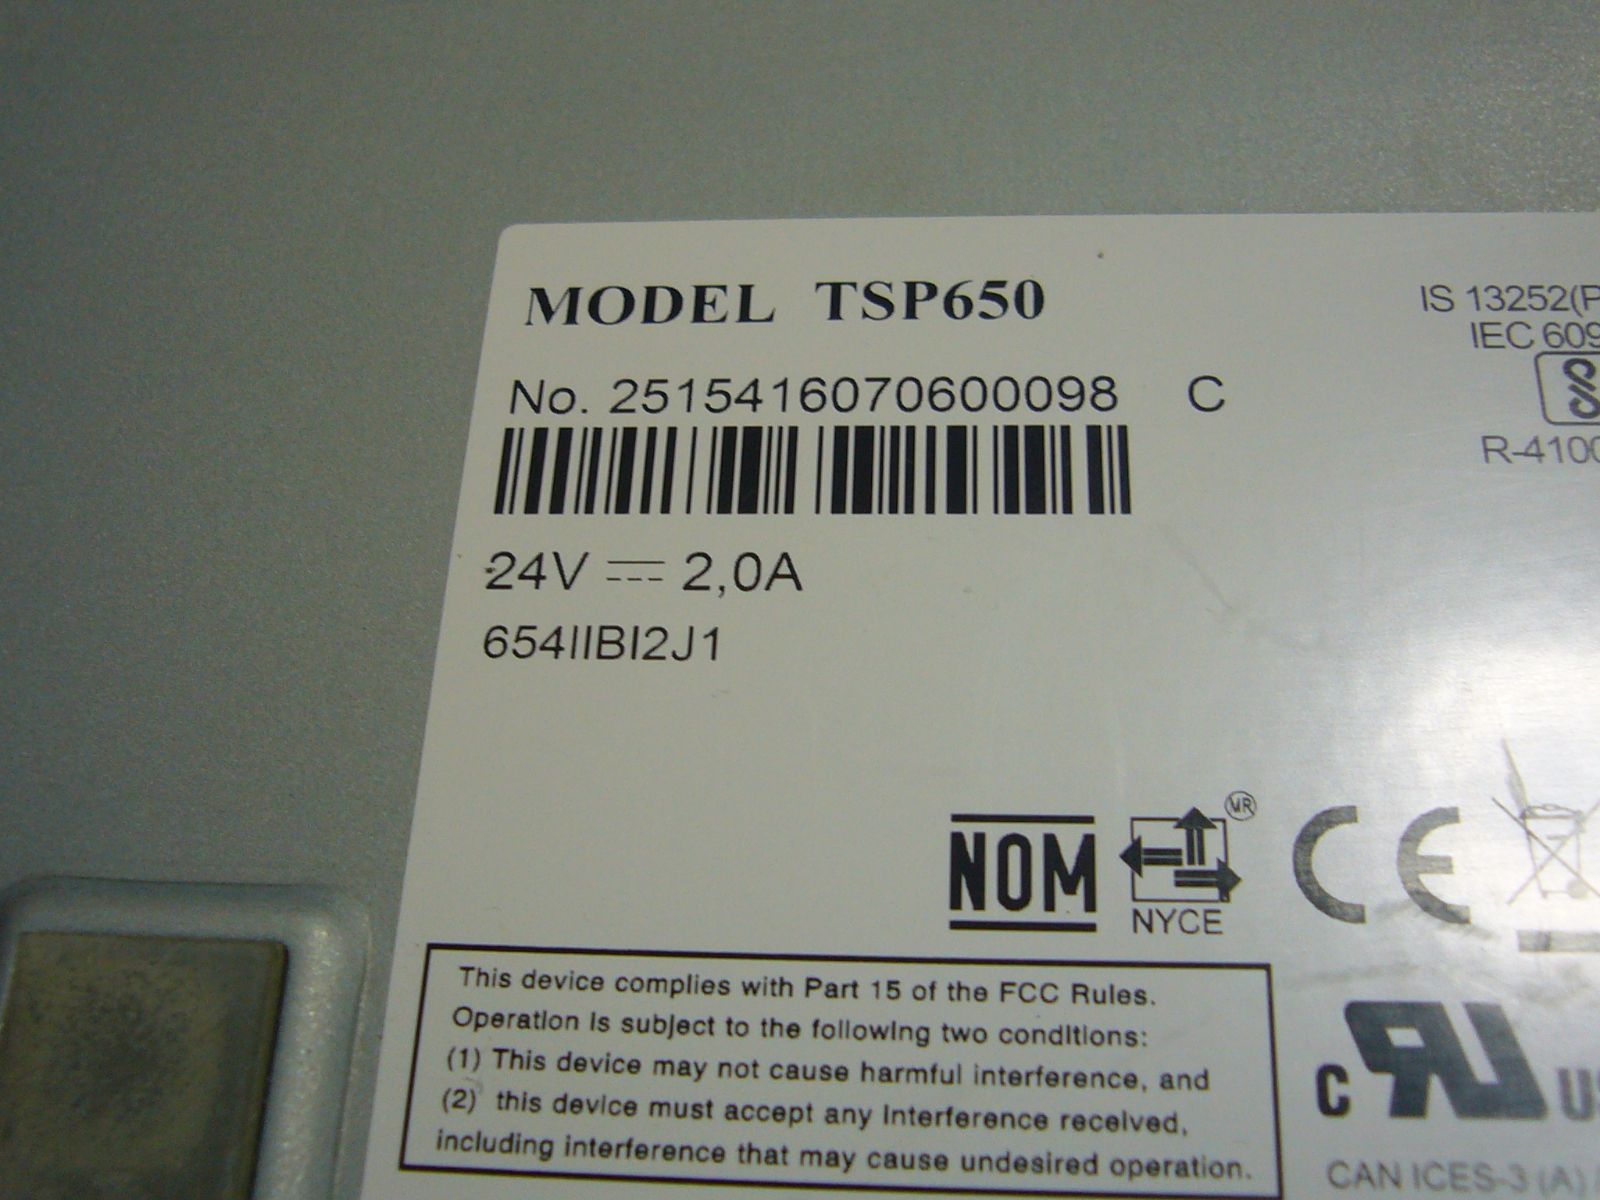 MODEL TSP650
No. 2515416070600098 C
24V 2,0A
654IIBI2J1
IS 13252(P
IEC 609
R-4100
NOM
NYCE
MR
CE
This device complies with Part 15 of the FCC Rules.
Operation is subject to the following two conditions:
(1) This device may not cause harmful interference, and
(2) this device must accept any interference received,
including interference that may cause undesired operation.
C RU US
CAN ICES-3 (A)